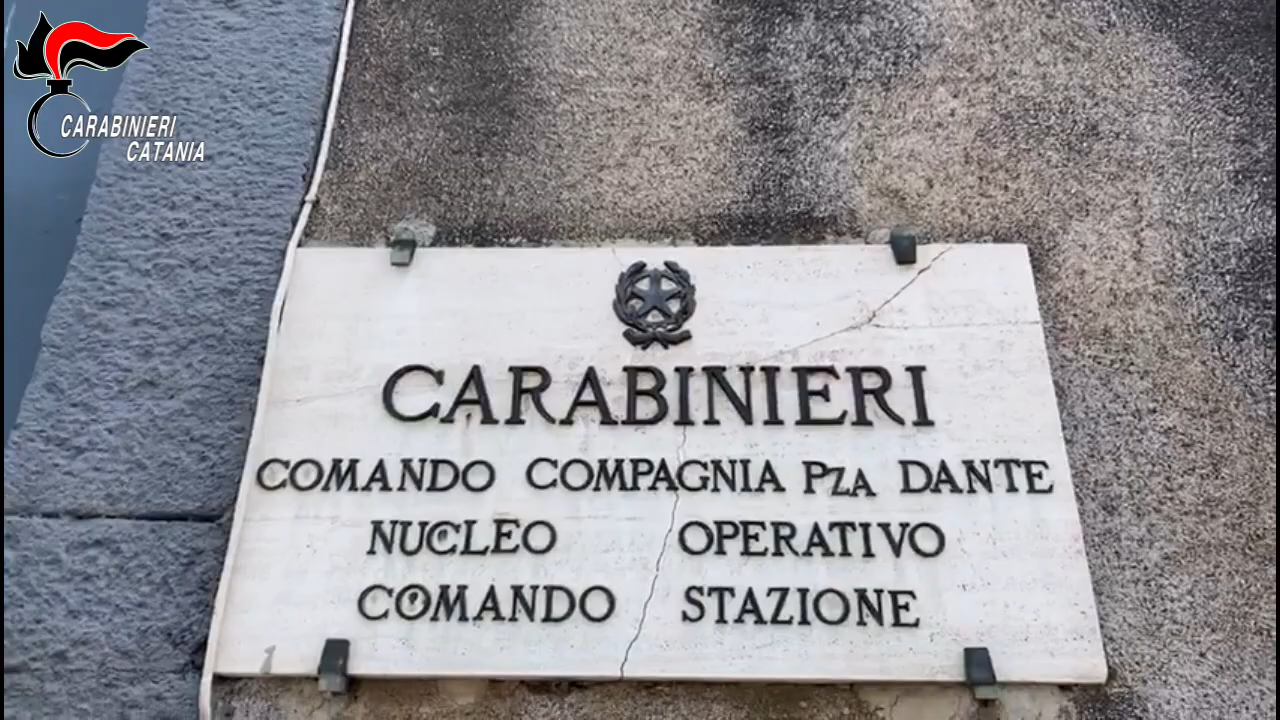 CARABINIERI
CATANIA
CARABINIERI
COMANDO COMPAGNIA PZA DANTE
NUCLEO OPERATIVO
COMANDO STAZIONE